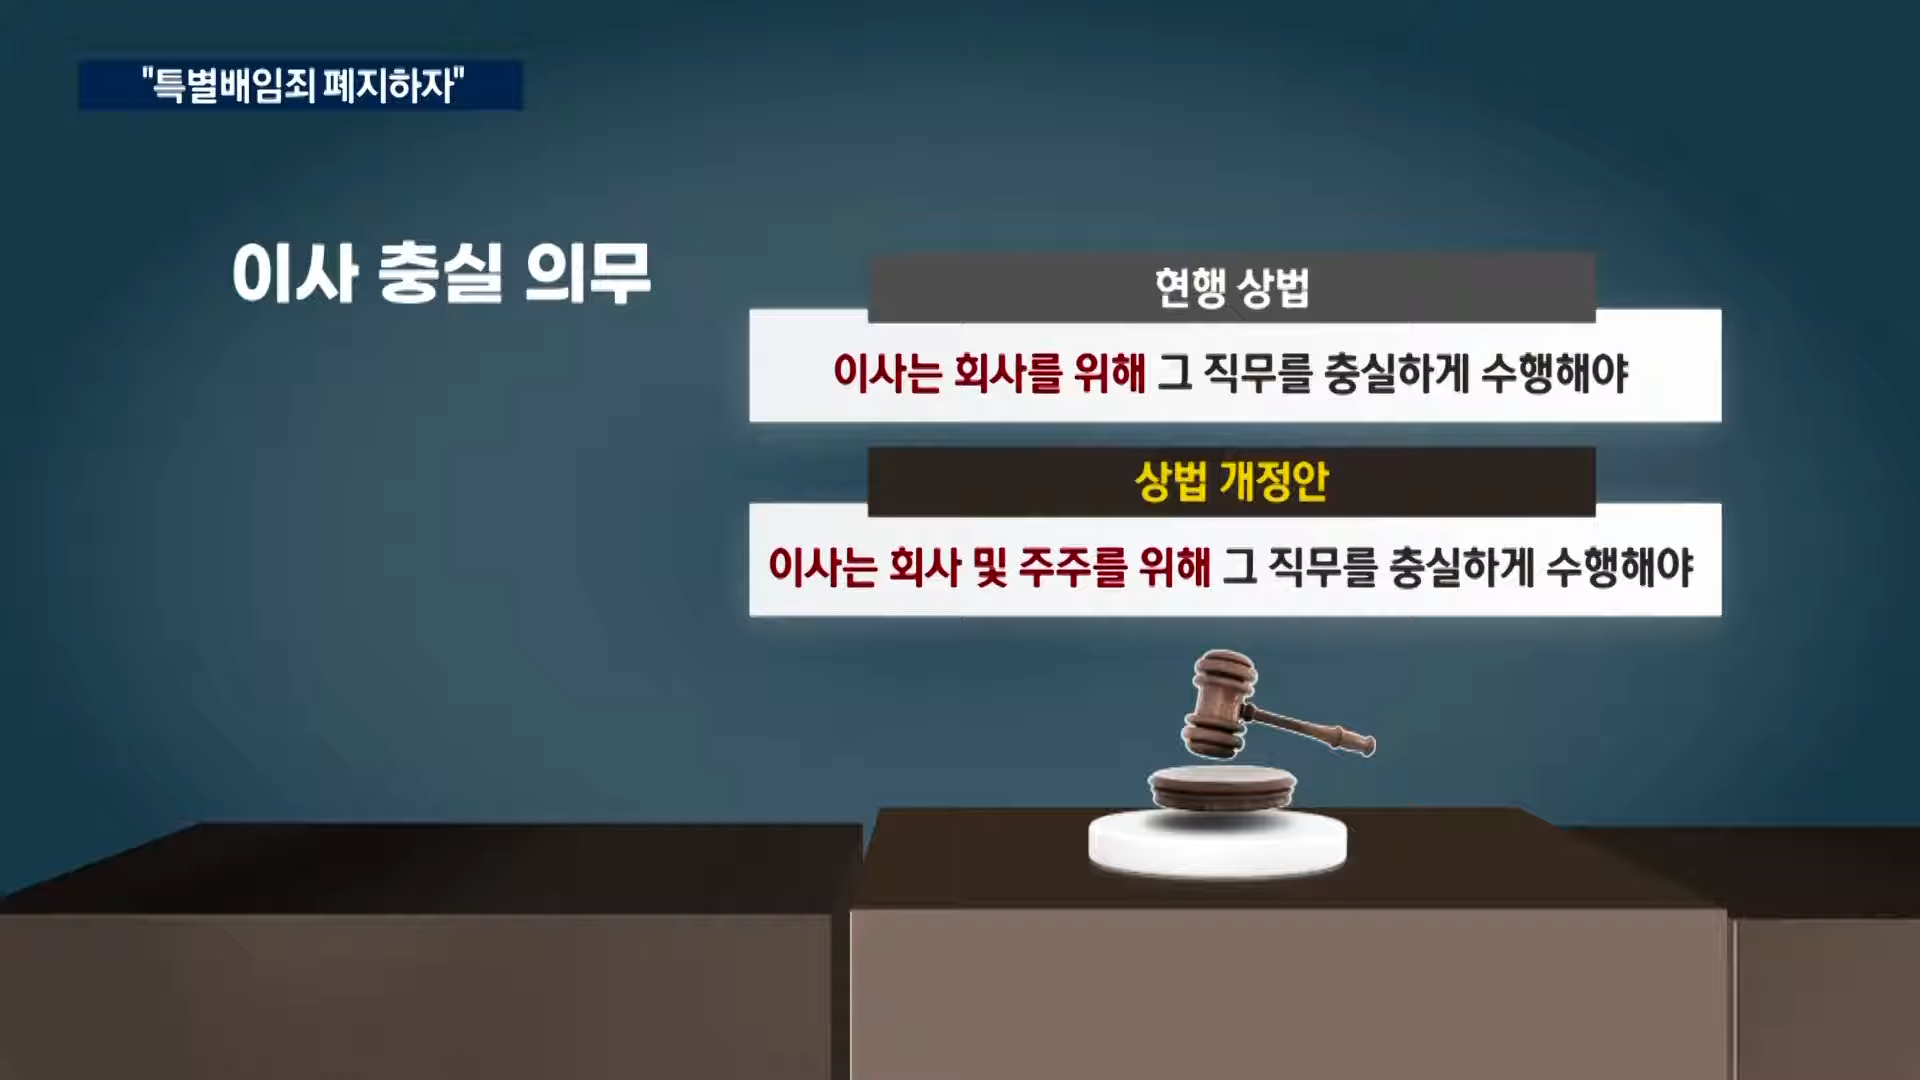 "특별배임죄 폐지하자"
이사 충실 의무
현행 상법
이사는 회사를 위해 그 직무를 충실하게 수행해야
상법 개정안
이사는 회사 및 주주를 위해 그 직무를 충실하게 수행해야